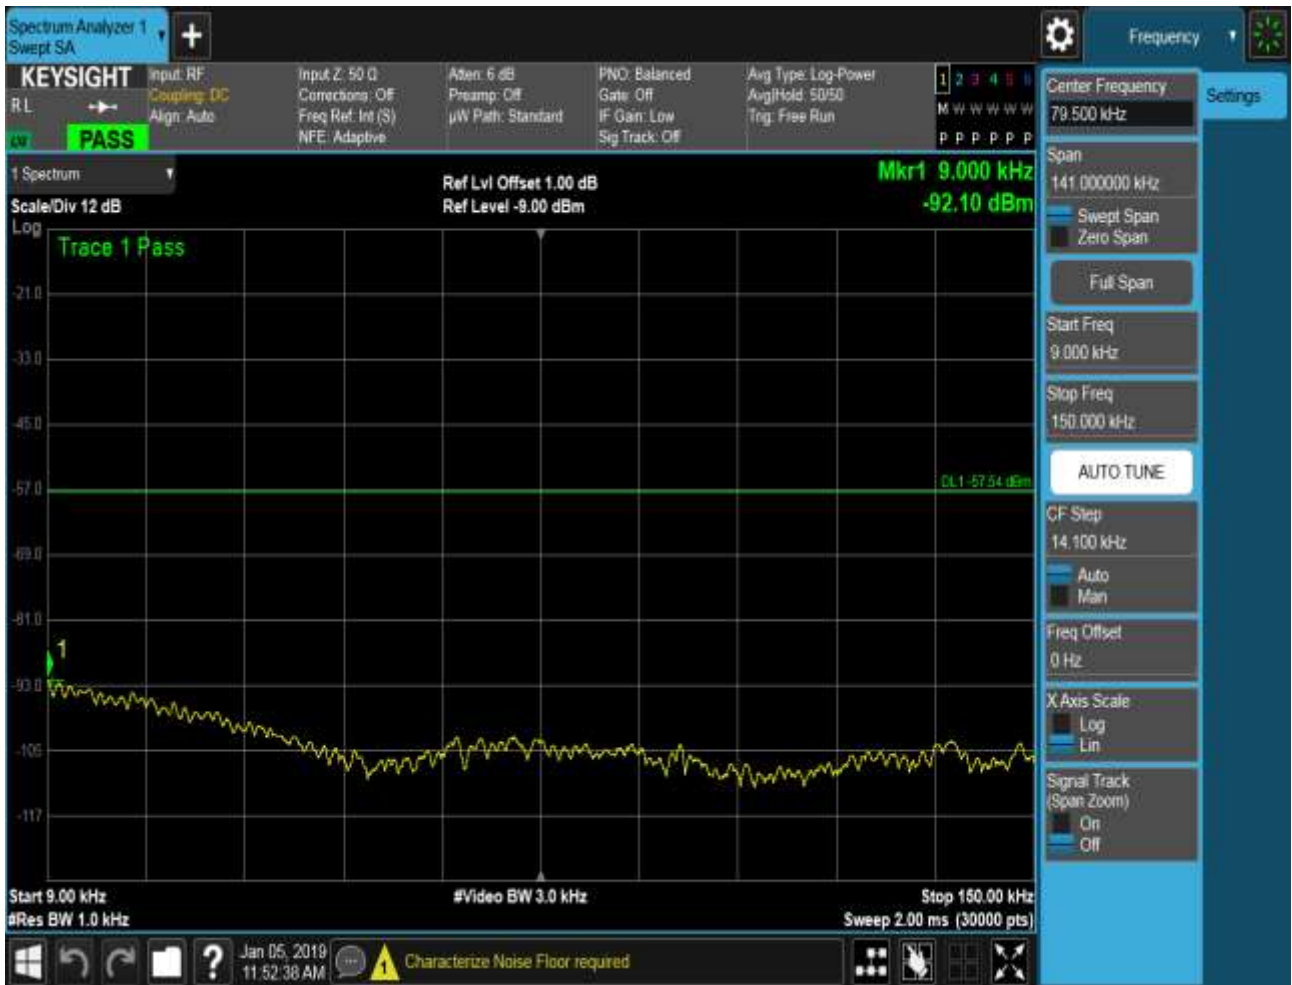 Spectrum Analyzer 1
Swept SA
+
Frequency
KEYSIGHT
RL
PASS
Input: RF
Coupling: DC
Align: Auto
Input Z: 50 Ω
Corrections: Off
Freq Ref: Int (S)
NFE: Adaptive
Atten: 6 dB
Preamp: Off
µW Path: Standard
PNO: Balanced
Gate: Off
IF Gain: Low
Sig Track: Off
Avg Type: Log-Power
Avg|Hold: 50/50
Trig: Free Run
1 2 3 4 5 6
M W W W W W
P P P P P P
1 Spectrum
Scale/Div 12 dB
Ref Lvl Offset 1.00 dB
Ref Level -9.00 dBm
Mkr1 9.000 kHz
-92.10 dBm
Log
Trace 1 Pass
-21.0
-33.0
-45.0
-57.0
DL1 -57.54 dBm
-69.0
-81.0
1
-93.0
-105
-117
Start 9.00 kHz
#Video BW 3.0 kHz
Stop 150.00 kHz
#Res BW 1.0 kHz
Sweep 2.00 ms (30000 pts)
Center Frequency
79.500 kHz
Settings
Span
141.000000 kHz
Swept Span
Zero Span
Full Span
Start Freq
9.000 kHz
Stop Freq
150.000 kHz
AUTO TUNE
CF Step
14.100 kHz
Auto
Man
Freq Offset
0 Hz
X Axis Scale
Log
Lin
Signal Track
(Span Zoom)
On
Off
?
Jan 05, 2019
11:52:38 AM
1
Characterize Noise Floor required